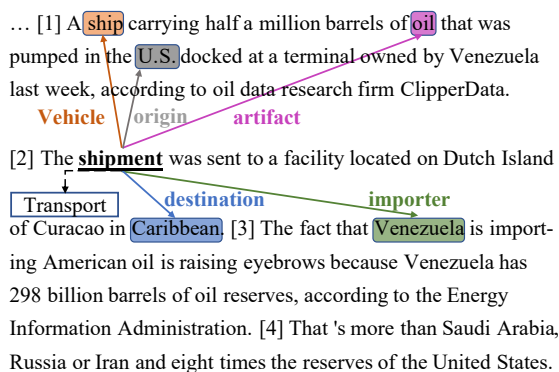 ... [1] A ship carrying half a million barrels of oil that was
pumped in the U.S. docked at a terminal owned by Venezuela
last week, according to oil data research firm ClipperData.
Vehicle origin artifact
[2] The shipment was sent to a facility located on Dutch Island
Transport destination importer
of Curacao in Caribbean. [3] The fact that Venezuela is import-
ing American oil is raising eyebrows because Venezuela has
298 billion barrels of oil reserves, according to the Energy
Information Administration. [4] That 's more than Saudi Arabia,
Russia or Iran and eight times the reserves of the United States.